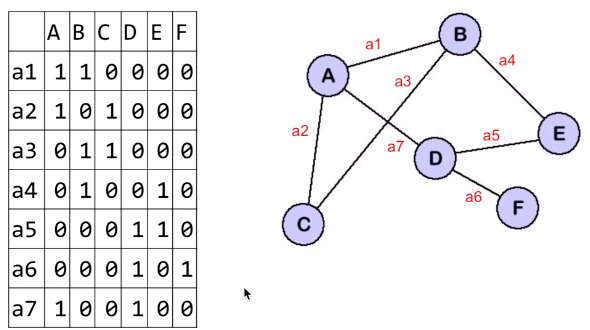 A B C D E F
a1 1 1 0 0 0 0
a2 1 0 1 0 0 0
a3 0 1 1 0 0 0
a4 0 1 0 0 1 0
a5 0 0 0 1 1 0
a6 0 0 0 1 0 1
a7 1 0 0 1 0 0
B
a1
a4
A
a3
a2
a5
E
a7
D
a6
F
C